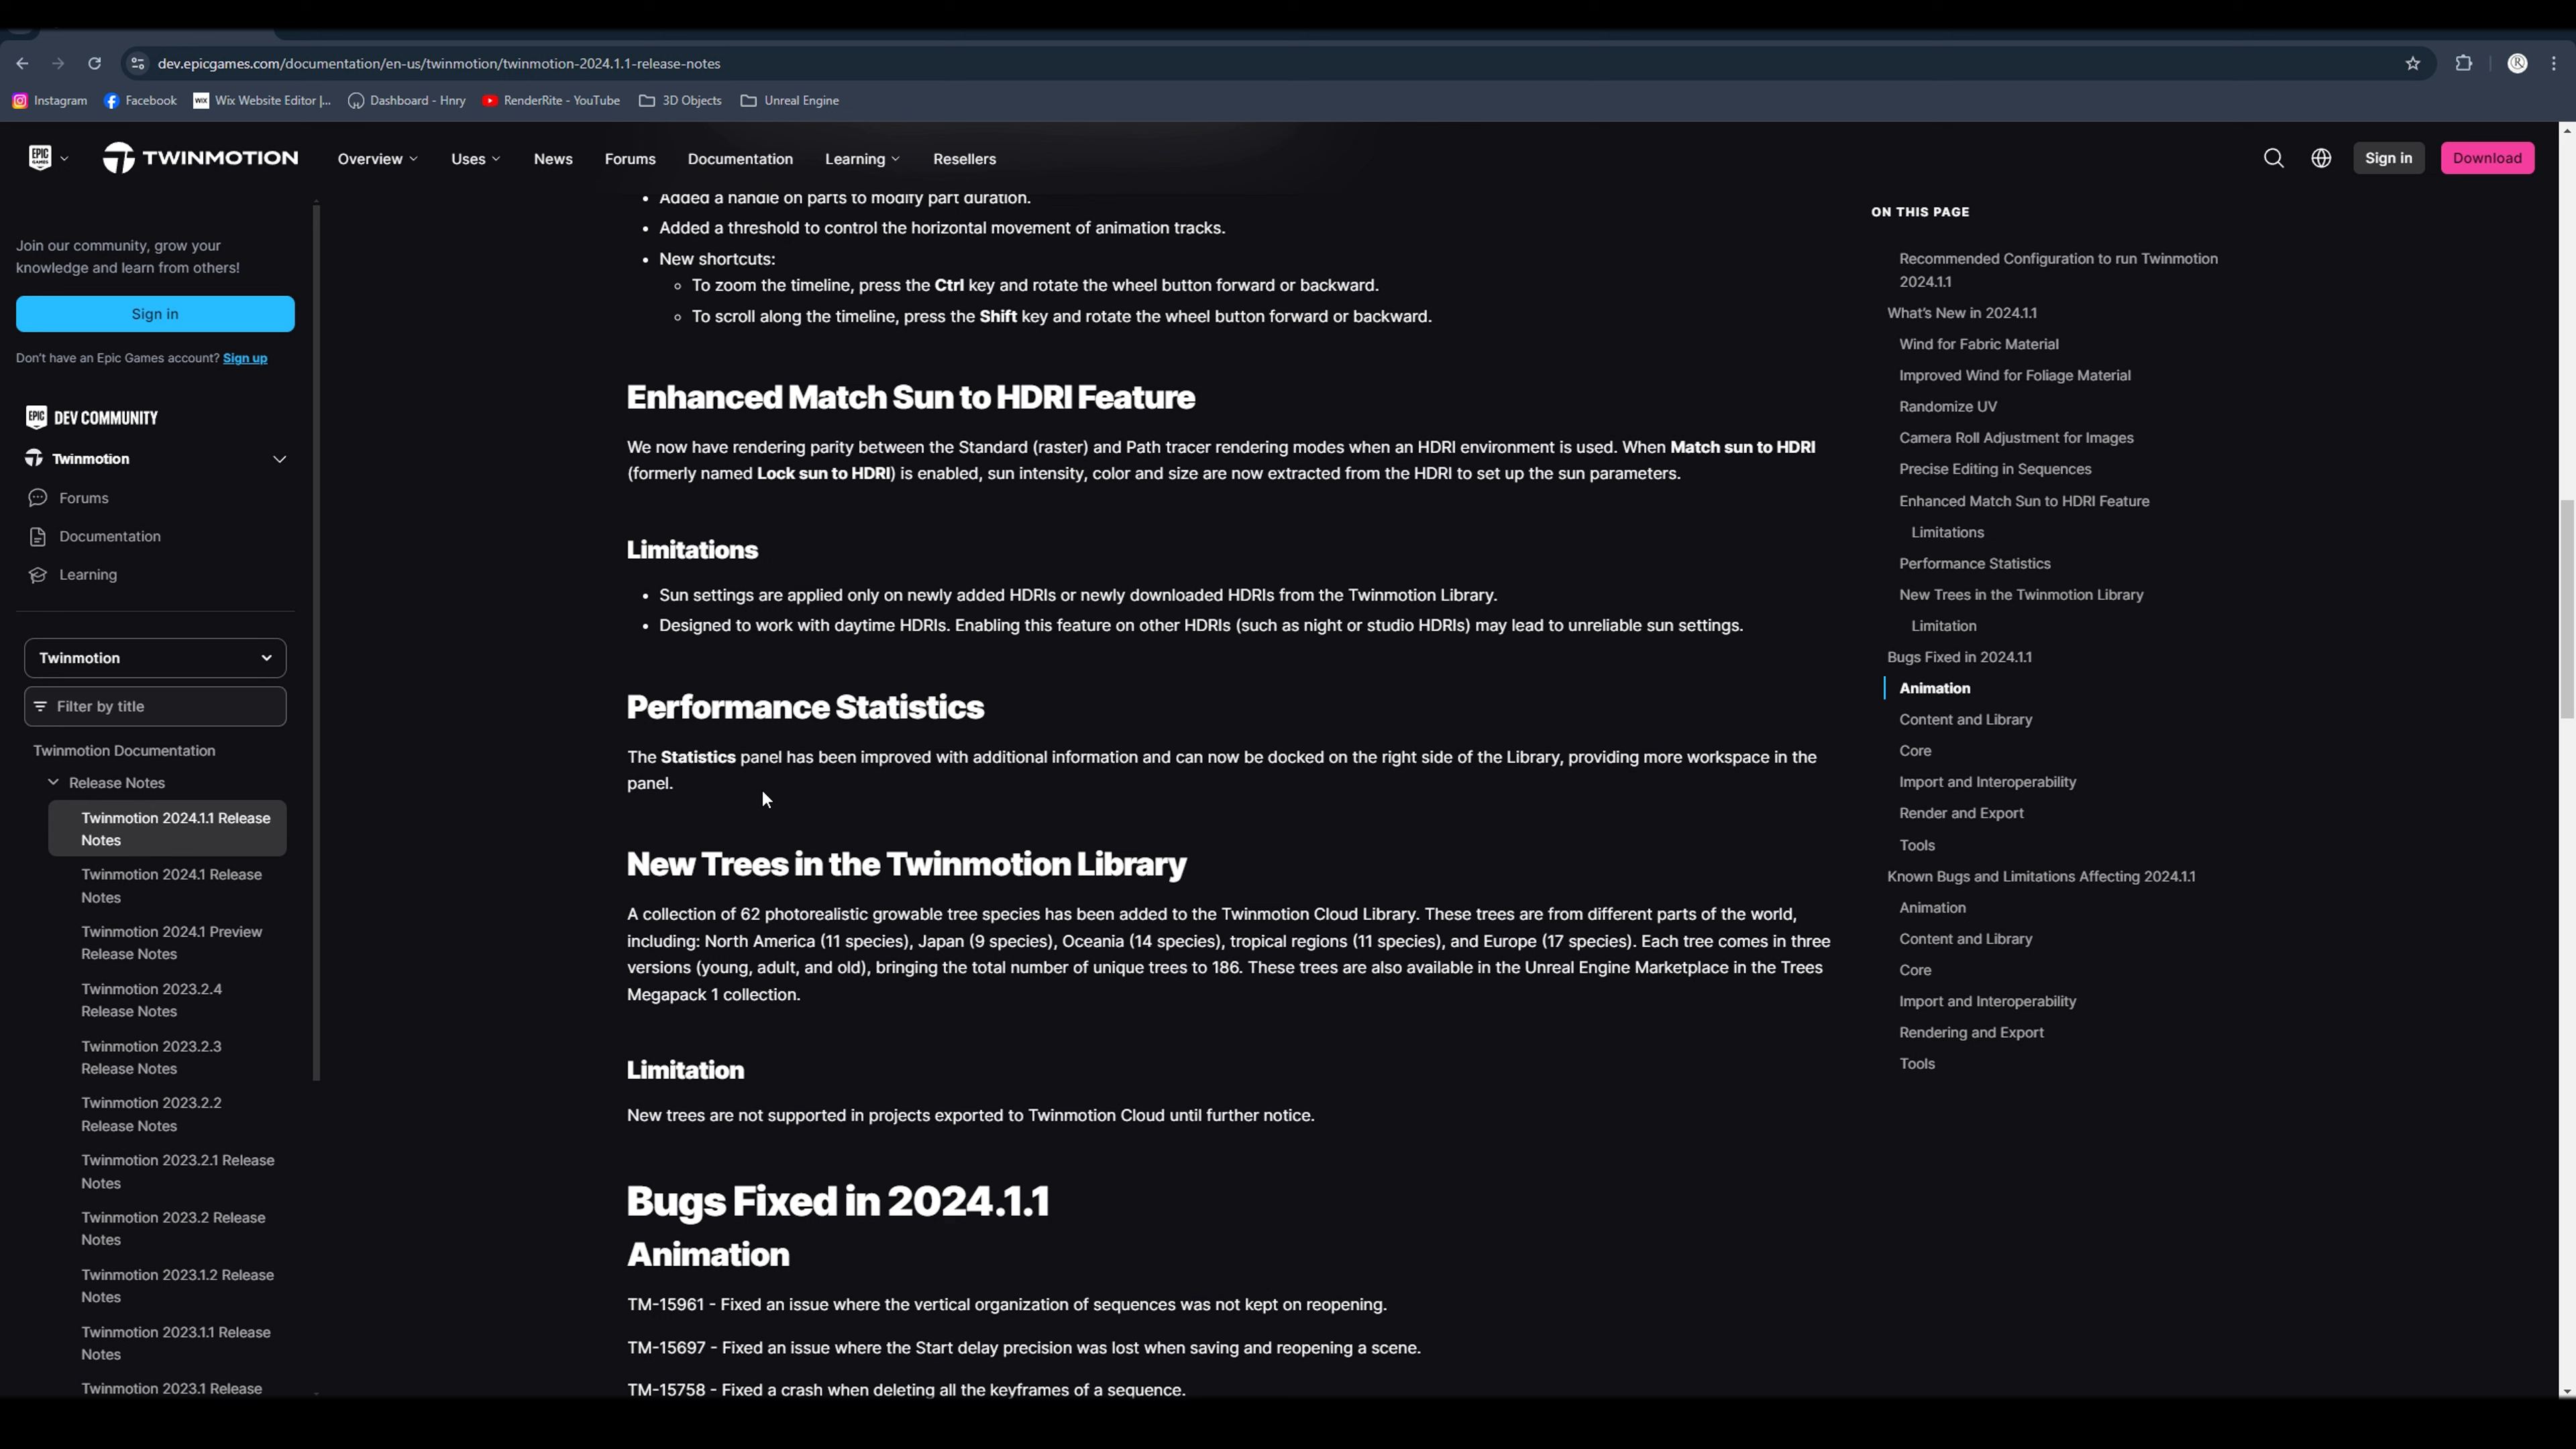 dev.epicgames.com/documentation/en-us/twinmotion/twinmotion-2024.1.1-release-notes
Instagram
Facebook
Wix Website Editor |...
Dashboard - Hnry
RenderRite - YouTube
3D Objects
Unreal Engine
EPIC GAMES
TWINMOTION
Overview
Uses
News
Forums
Documentation
Learning
Resellers
Sign in
Download
Join our community, grow your
knowledge and learn from others!
Sign in
Don't have an Epic Games account? Sign up
EPIC DEV COMMUNITY
Twinmotion
Forums
Documentation
Learning
Twinmotion
Filter by title
Twinmotion Documentation
Release Notes
Twinmotion 2024.1.1 Release
Notes
Twinmotion 2024.1 Release
Notes
Twinmotion 2024.1 Preview
Release Notes
Twinmotion 2023.2.4
Release Notes
Twinmotion 2023.2.3
Release Notes
Twinmotion 2023.2.2
Release Notes
Twinmotion 2023.2.1 Release
Notes
Twinmotion 2023.2 Release
Notes
Twinmotion 2023.1.2 Release
Notes
Twinmotion 2023.1.1 Release
Notes
Twinmotion 2023.1 Release
• Added a handle on parts to modify part duration.
• Added a threshold to control the horizontal movement of animation tracks.
• New shortcuts:
◦ To zoom the timeline, press the Ctrl key and rotate the wheel button forward or backward.
◦ To scroll along the timeline, press the Shift key and rotate the wheel button forward or backward.
Enhanced Match Sun to HDRI Feature
We now have rendering parity between the Standard (raster) and Path tracer rendering modes when an HDRI environment is used. When Match sun to HDRI
(formerly named Lock sun to HDRI) is enabled, sun intensity, color and size are now extracted from the HDRI to set up the sun parameters.
Limitations
• Sun settings are applied only on newly added HDRIs or newly downloaded HDRIs from the Twinmotion Library.
• Designed to work with daytime HDRIs. Enabling this feature on other HDRIs (such as night or studio HDRIs) may lead to unreliable sun settings.
Performance Statistics
The Statistics panel has been improved with additional information and can now be docked on the right side of the Library, providing more workspace in the
panel.
New Trees in the Twinmotion Library
A collection of 62 photorealistic growable tree species has been added to the Twinmotion Cloud Library. These trees are from different parts of the world,
including: North America (11 species), Japan (9 species), Oceania (14 species), tropical regions (11 species), and Europe (17 species). Each tree comes in three
versions (young, adult, and old), bringing the total number of unique trees to 186. These trees are also available in the Unreal Engine Marketplace in the Trees
Megapack 1 collection.
Limitation
New trees are not supported in projects exported to Twinmotion Cloud until further notice.
Bugs Fixed in 2024.1.1
Animation
TM-15961 - Fixed an issue where the vertical organization of sequences was not kept on reopening.
TM-15697 - Fixed an issue where the Start delay precision was lost when saving and reopening a scene.
TM-15758 - Fixed a crash when deleting all the keyframes of a sequence.
ON THIS PAGE
Recommended Configuration to run Twinmotion
2024.1.1
What's New in 2024.1.1
Wind for Fabric Material
Improved Wind for Foliage Material
Randomize UV
Camera Roll Adjustment for Images
Precise Editing in Sequences
Enhanced Match Sun to HDRI Feature
Limitations
Performance Statistics
New Trees in the Twinmotion Library
Limitation
Bugs Fixed in 2024.1.1
Animation
Content and Library
Core
Import and Interoperability
Render and Export
Tools
Known Bugs and Limitations Affecting 2024.1.1
Animation
Content and Library
Core
Import and Interoperability
Rendering and Export
Tools